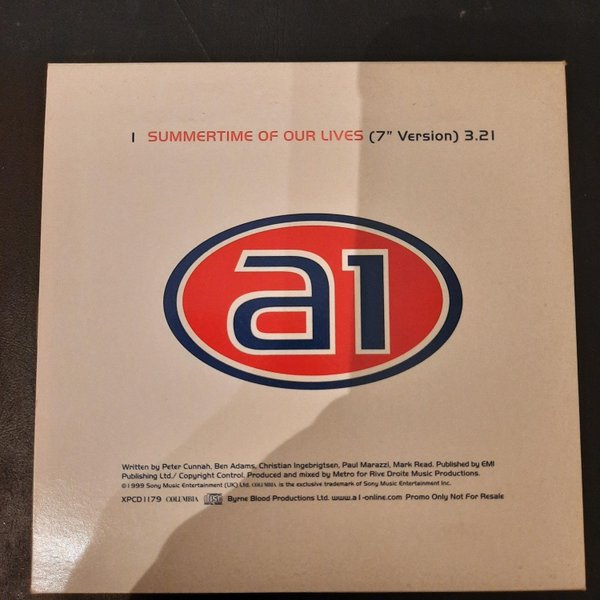 1 SUMMERTIME OF OUR LIVES (7” Version) 3.21
a1
Written by Peter Cunnah, Ben Adams, Christian Ingebrigtsen, Paul Marazzi, Mark Read. Published by EMI
Publishing Ltd./ Copyright Control. Produced and mixed by Metro for Rive Droite Music Productions.
©1999 Sony Music Entertainment (UK) Ltd. COLUMBIA is the exclusive trademark of Sony Music Entertainment Inc.
XPCD1179 COLUMBIA COMPACT disc Byrne Blood Productions Ltd. www.a1-online.com Promo Only Not For Resale